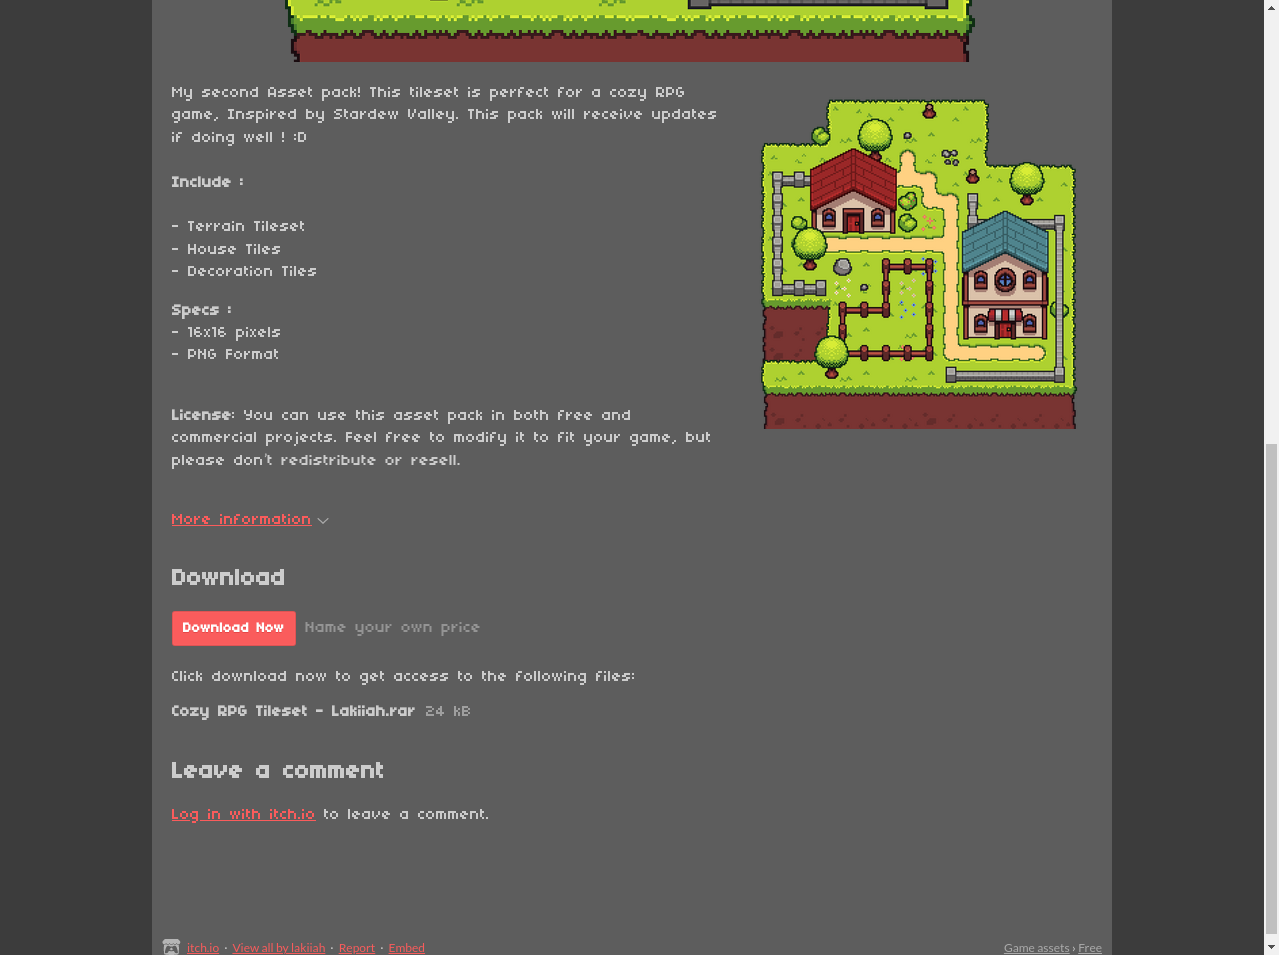 My second Asset pack! This tileset is perfect for a cozy RPG
game, Inspired by Stardew Valley. This pack will receive updates
if doing well ! :D
Include :
- Terrain Tileset
- House Tiles
- Decoration Tiles
Specs :
- 16x16 pixels
- PNG Format
License: You can use this asset pack in both free and
commercial projects. Feel free to modify it to fit your game, but
please don't redistribute or resell.
More information
Download
Download Now Name your own price
Click download now to get access to the following files:
Cozy RPG Tileset - Lakiiah.rar 24 kB
Leave a comment
Log in with itch.io to leave a comment.
itch.io · View all by lakiiah · Report · Embed
Game assets › Free